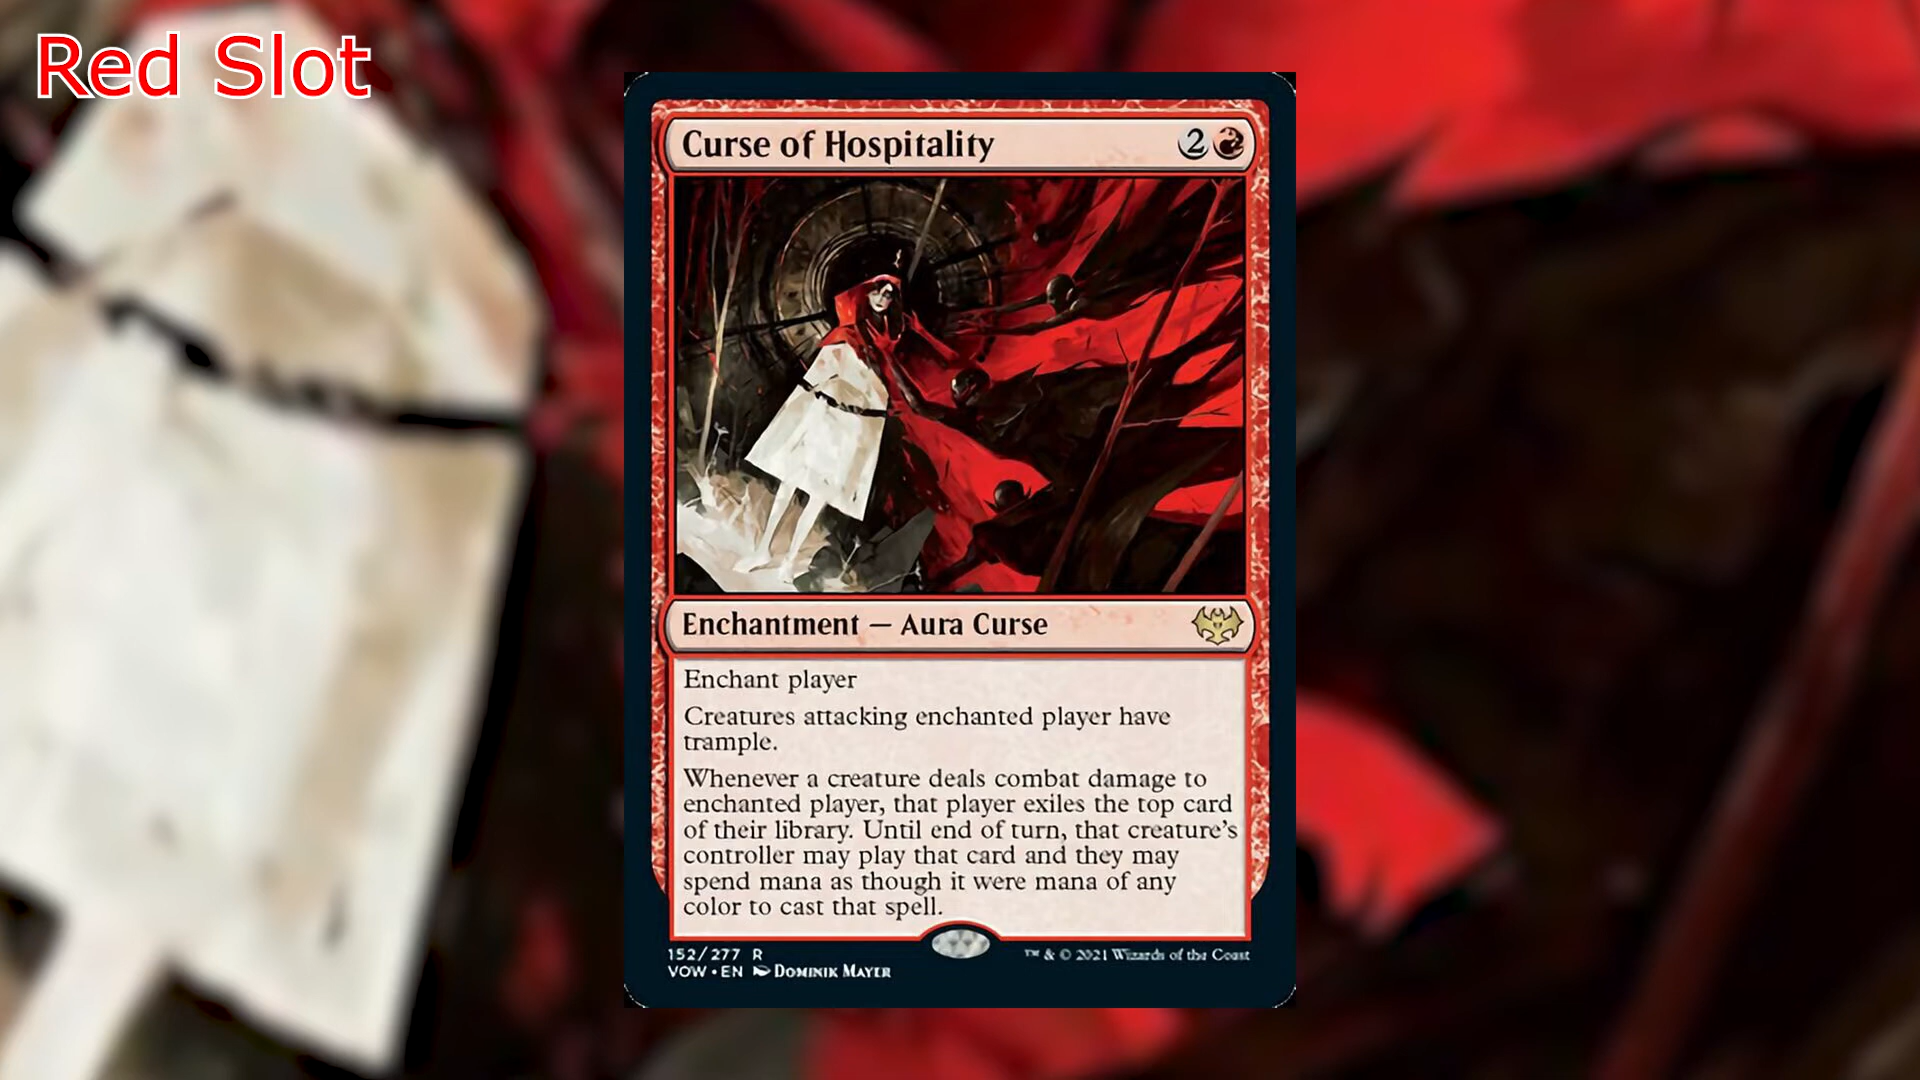 Red Slot
Curse of Hospitality 2
Enchantment — Aura Curse
Enchant player
Creatures attacking enchanted player have
trample.
Whenever a creature deals combat damage to
enchanted player, that player exiles the top card
of their library. Until end of turn, that creature's
controller may play that card and they may
spend mana as though it were mana of any
color to cast that spell.
152/277 R
VOW • EN Dominik Mayer
™ & © 2021 Wizards of the Coast